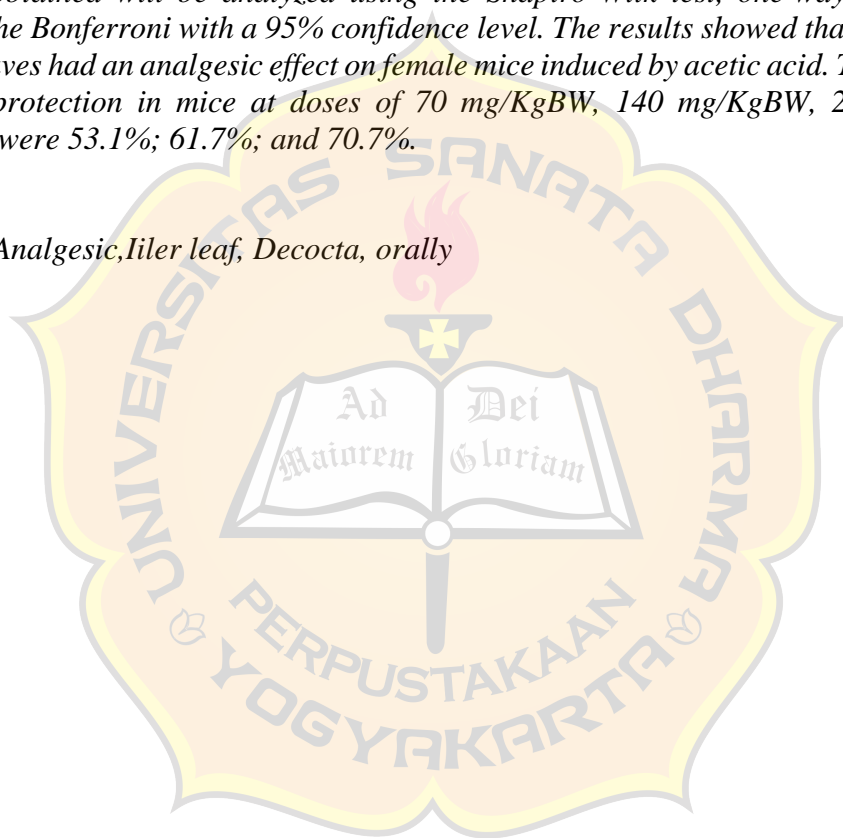 obtained will be analyzed using the Shapiro Wilk test, one way
he Bonferroni with a 95% confidence level. The results showed that
aves had an analgesic effect on female mice induced by acetic acid. T
protection in mice at doses of 70 mg/KgBW, 140 mg/KgBW, 2
were 53.1%; 61.7%; and 70.7%.
Analgesic,Iiler leaf, Decocta, orally
UNIVERSITAS SANATA DHARMA
Ad Dei
Maiorem Gloriam
PERPUSTAKAAN
YOGYAKARTA